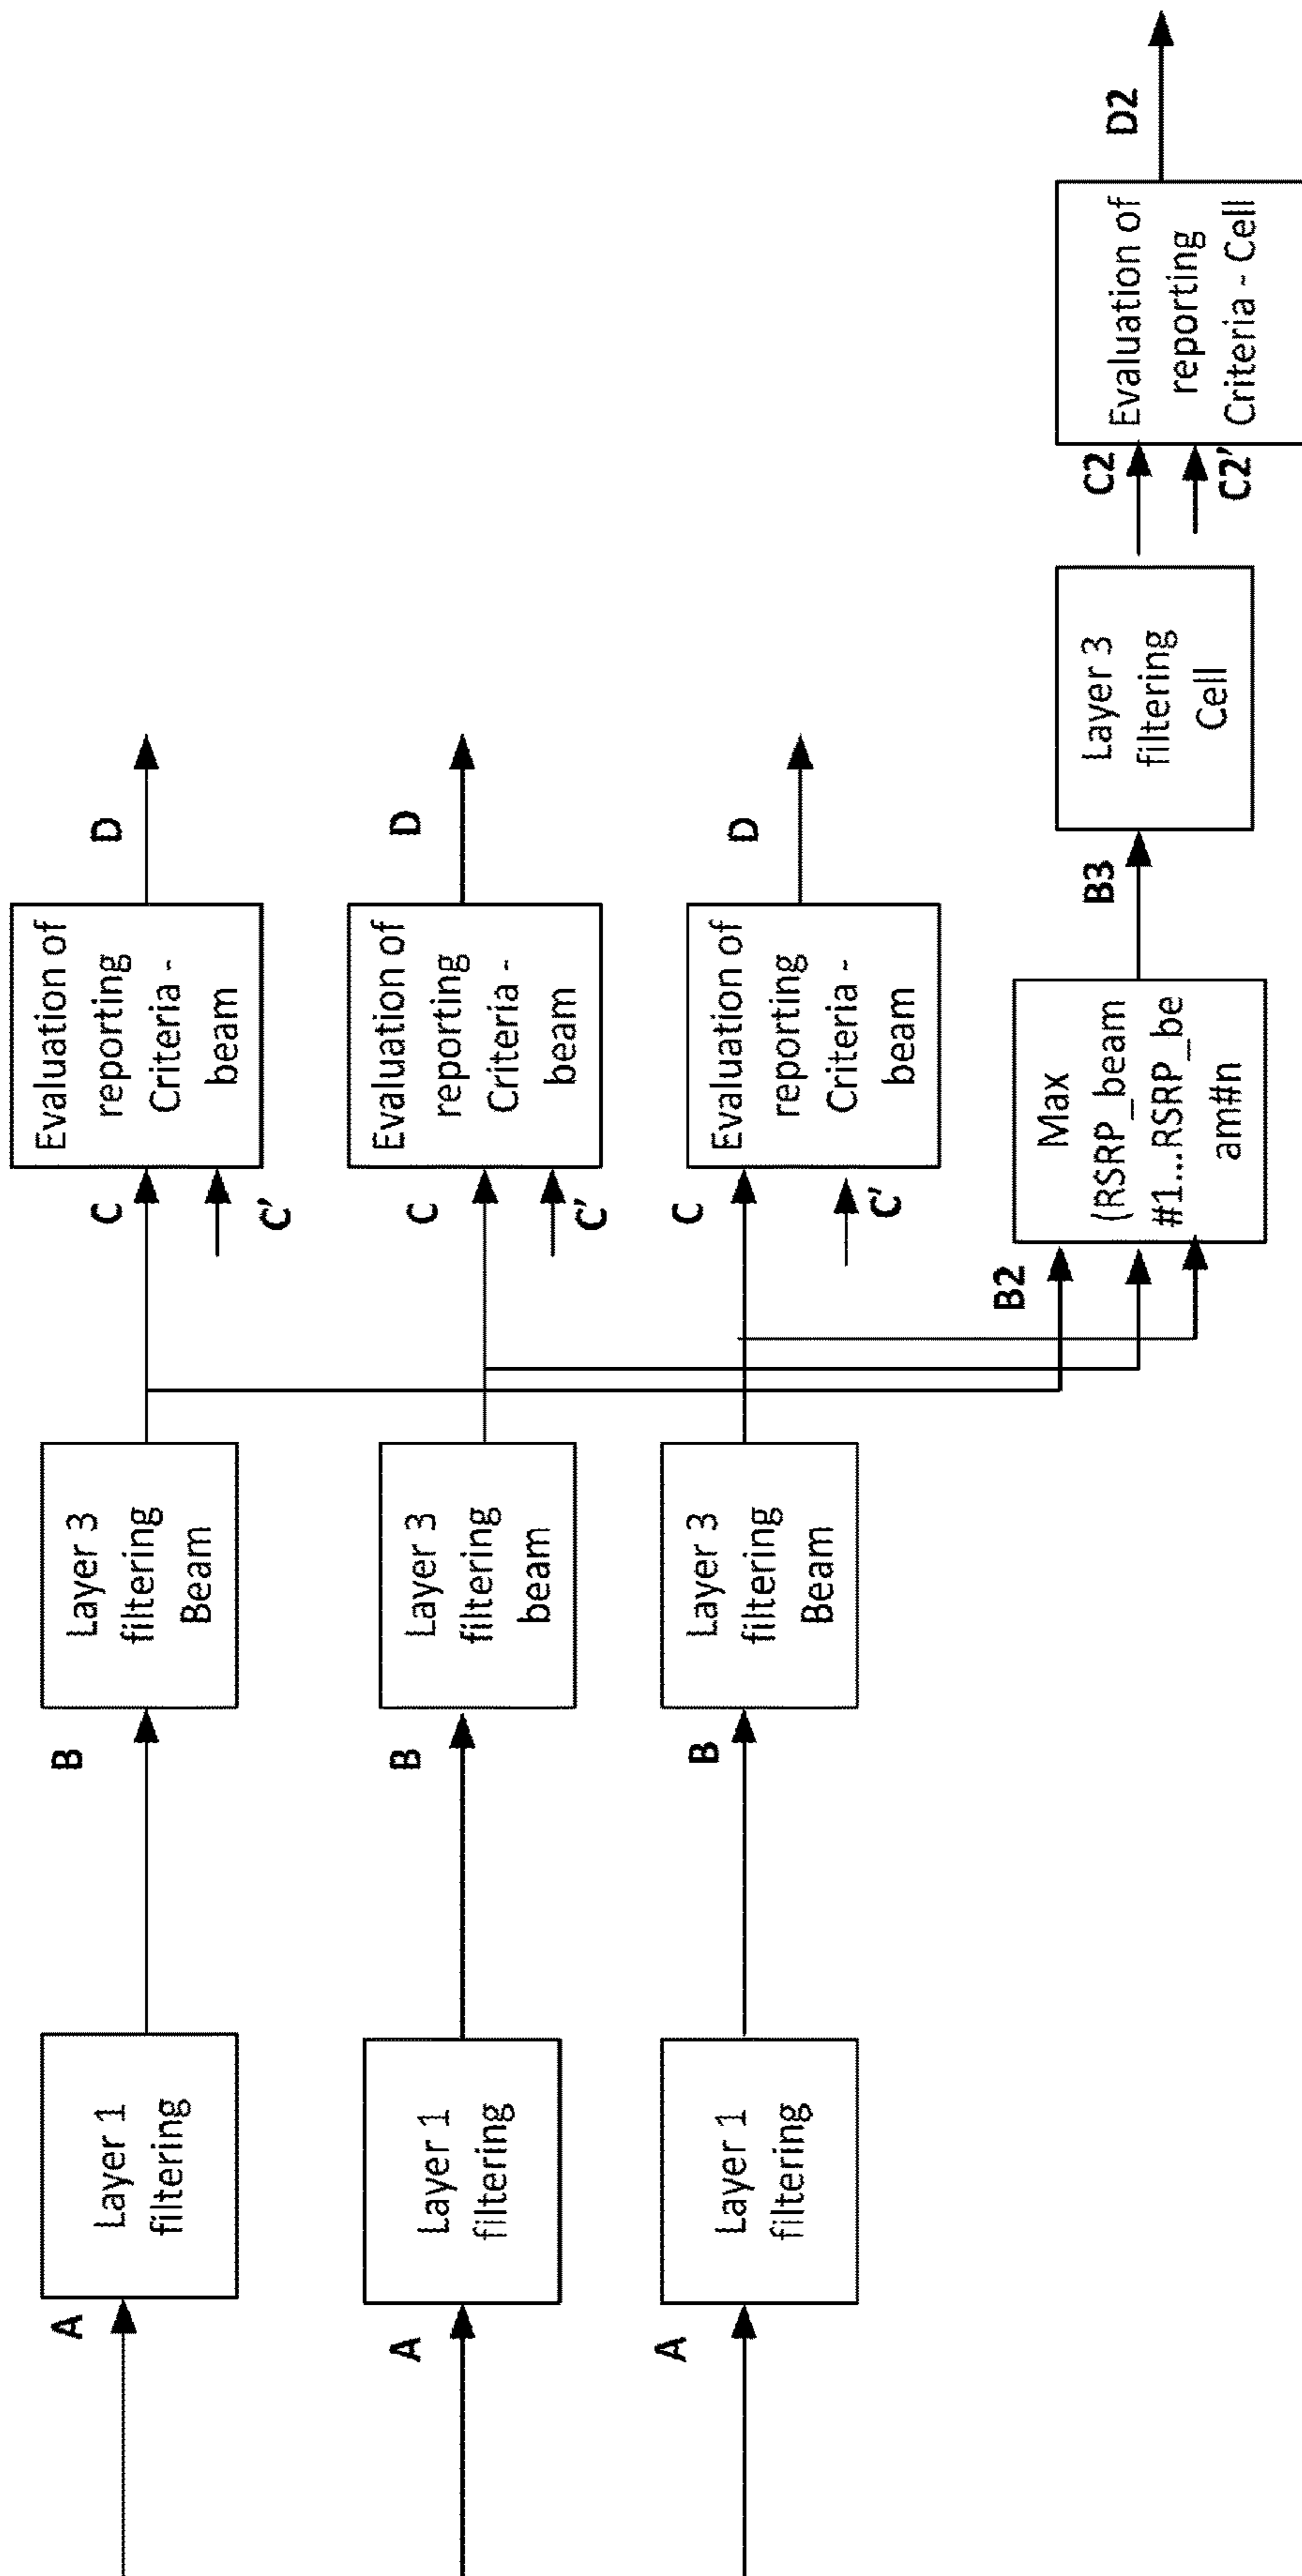 A
Layer 1
filtering
B
Layer 3
filtering
Beam
C
C'
Evaluation of
reporting
Criteria -
beam
D
A
Layer 1
filtering
B
Layer 3
filtering
beam
C
C'
Evaluation of
reporting
Criteria -
beam
D
A
Layer 1
filtering
B
Layer 3
filtering
Beam
C
C'
Evaluation of
reporting
Criteria -
beam
D
B2
Max
(RSRP_beam
#1...RSRP_be
am#n
B3
Layer 3
filtering
Cell
C2
C2'
Evaluation of
reporting
Criteria - Cell
D2